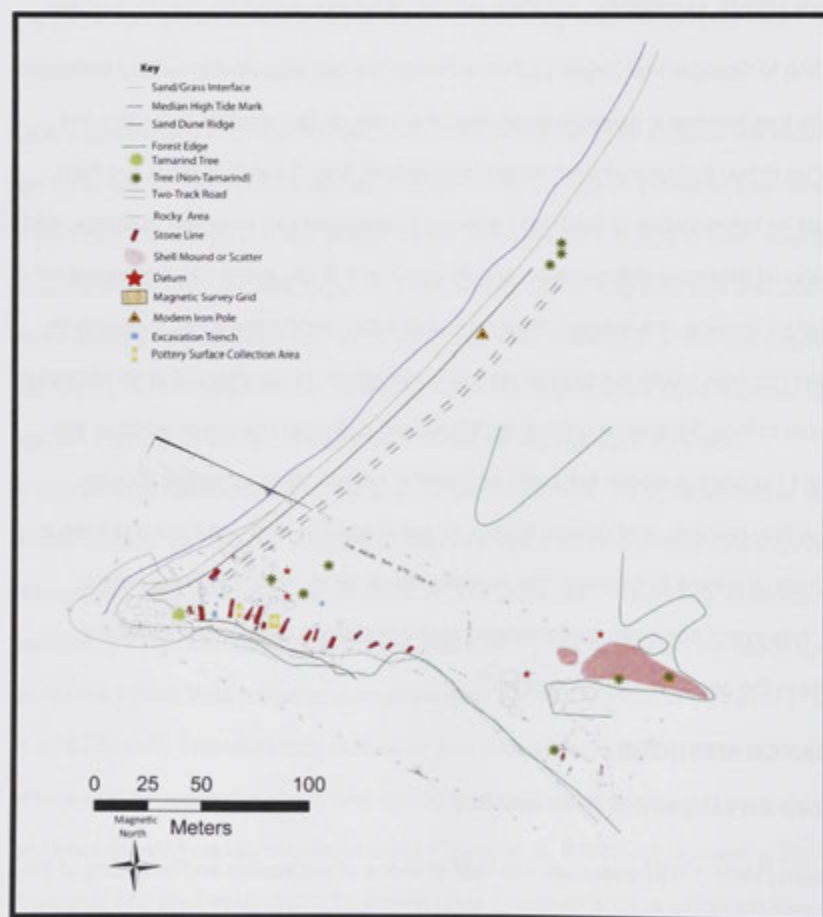 Key
Sand/Grass Interface
Median High Tide Mark
Sand Dune Ridge
Forest Edge
Tamarind Tree
Tree (Non-Tamarind)
Two-Track Road
Rocky Area
Stone Line
Shell Mound or Scatter
Datum
Magnetic Survey Grid
Modern Iron Pole
Excavation Trench
Pottery Surface Collection Area
0 25 50 100
Meters
Magnetic
North